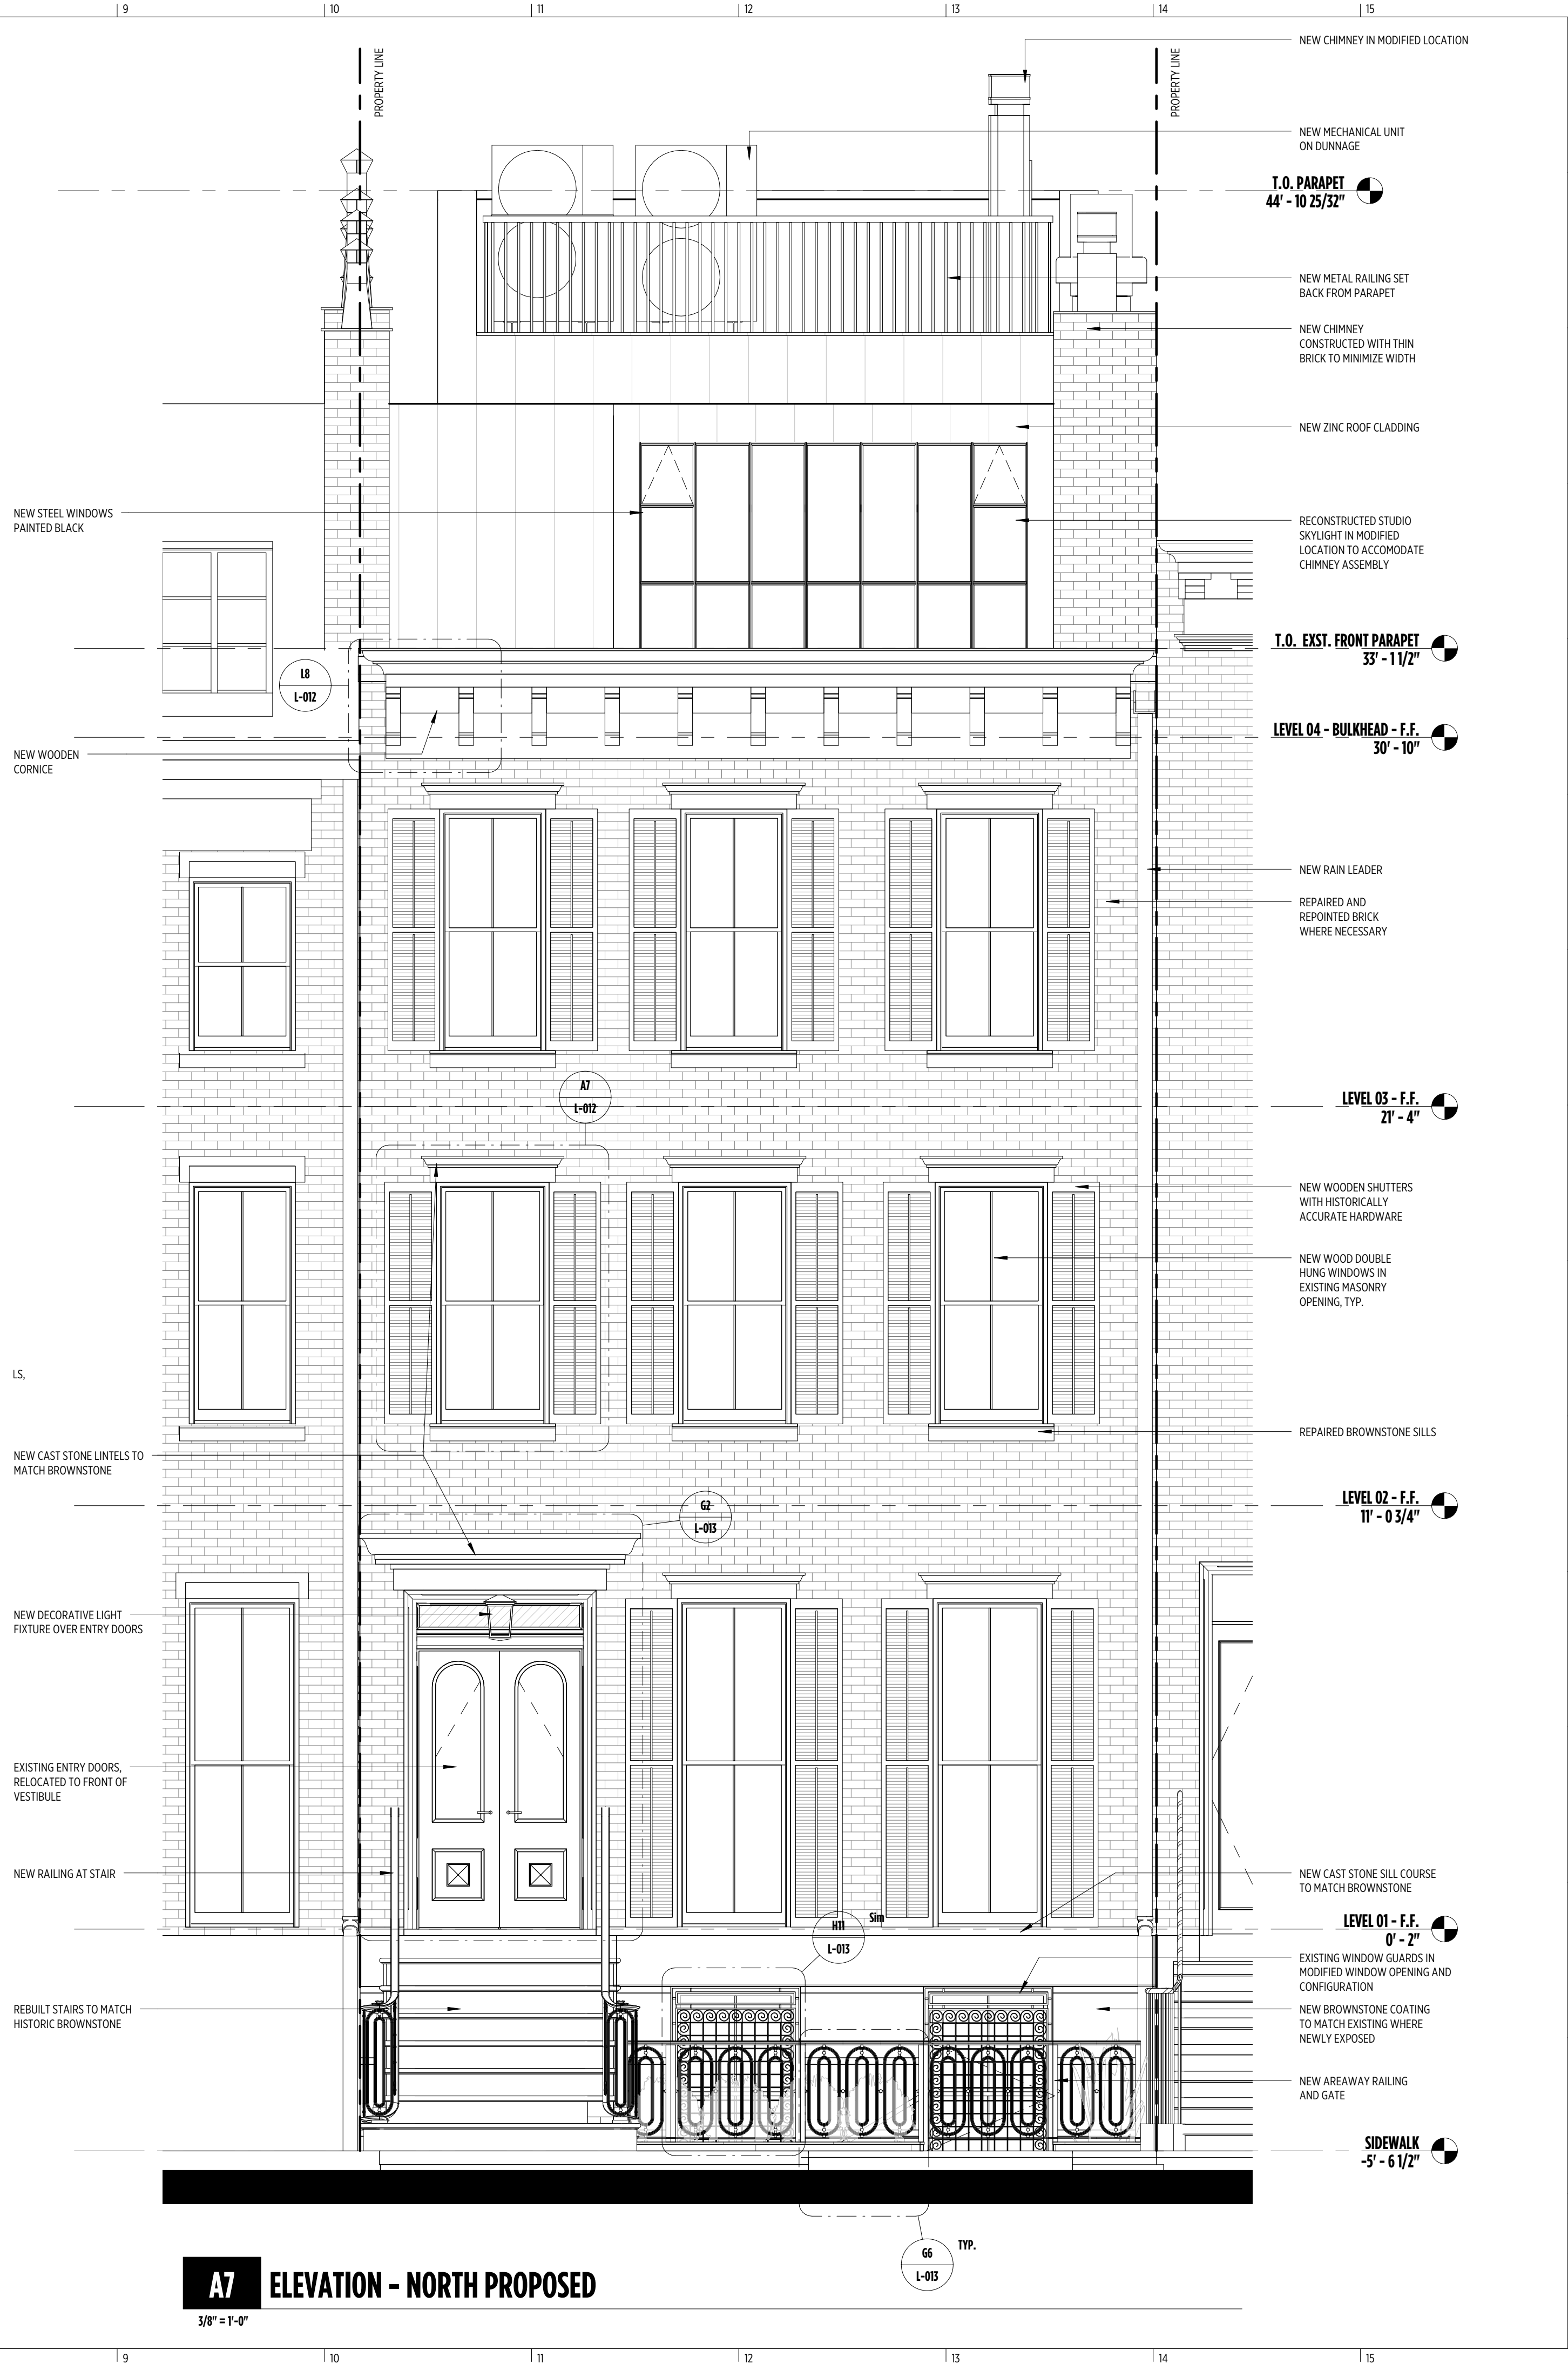 9 10 11 12 13 14 15
PROPERTY LINE
PROPERTY LINE
NEW CHIMNEY IN MODIFIED LOCATION
NEW MECHANICAL UNIT
ON DUNNAGE
T.O. PARAPET
44' - 10 25/32"
NEW METAL RAILING SET
BACK FROM PARAPET
NEW CHIMNEY
CONSTRUCTED WITH THIN
BRICK TO MINIMIZE WIDTH
NEW ZINC ROOF CLADDING
NEW STEEL WINDOWS
PAINTED BLACK
RECONSTRUCTED STUDIO
SKYLIGHT IN MODIFIED
LOCATION TO ACCOMODATE
CHIMNEY ASSEMBLY
T.O. EXST. FRONT PARAPET
33' - 1 1/2"
L8
L-012
LEVEL 04 - BULKHEAD - F.F.
30' - 10"
NEW WOODEN
CORNICE
NEW RAIN LEADER
REPAIRED AND
REPOINTED BRICK
WHERE NECESSARY
A7
L-012
LEVEL 03 - F.F.
21' - 4"
NEW WOODEN SHUTTERS
WITH HISTORICALLY
ACCURATE HARDWARE
NEW WOOD DOUBLE
HUNG WINDOWS IN
EXISTING MASONRY
OPENING, TYP.
LS,
REPAIRED BROWNSTONE SILLS
NEW CAST STONE LINTELS TO
MATCH BROWNSTONE
LEVEL 02 - F.F.
11' - 0 3/4"
G2
L-013
NEW DECORATIVE LIGHT
FIXTURE OVER ENTRY DOORS
EXISTING ENTRY DOORS,
RELOCATED TO FRONT OF
VESTIBULE
NEW RAILING AT STAIR
NEW CAST STONE SILL COURSE
TO MATCH BROWNSTONE
H11
L-013
Sim
LEVEL 01 - F.F.
0' - 2"
EXISTING WINDOW GUARDS IN
MODIFIED WINDOW OPENING AND
CONFIGURATION
REBUILT STAIRS TO MATCH
HISTORIC BROWNSTONE
NEW BROWNSTONE COATING
TO MATCH EXISTING WHERE
NEWLY EXPOSED
NEW AREAWAY RAILING
AND GATE
SIDEWALK
-5' - 6 1/2"
G6
L-013
TYP.
A7 ELEVATION - NORTH PROPOSED
3/8" = 1'-0"
9 10 11 12 13 14 15